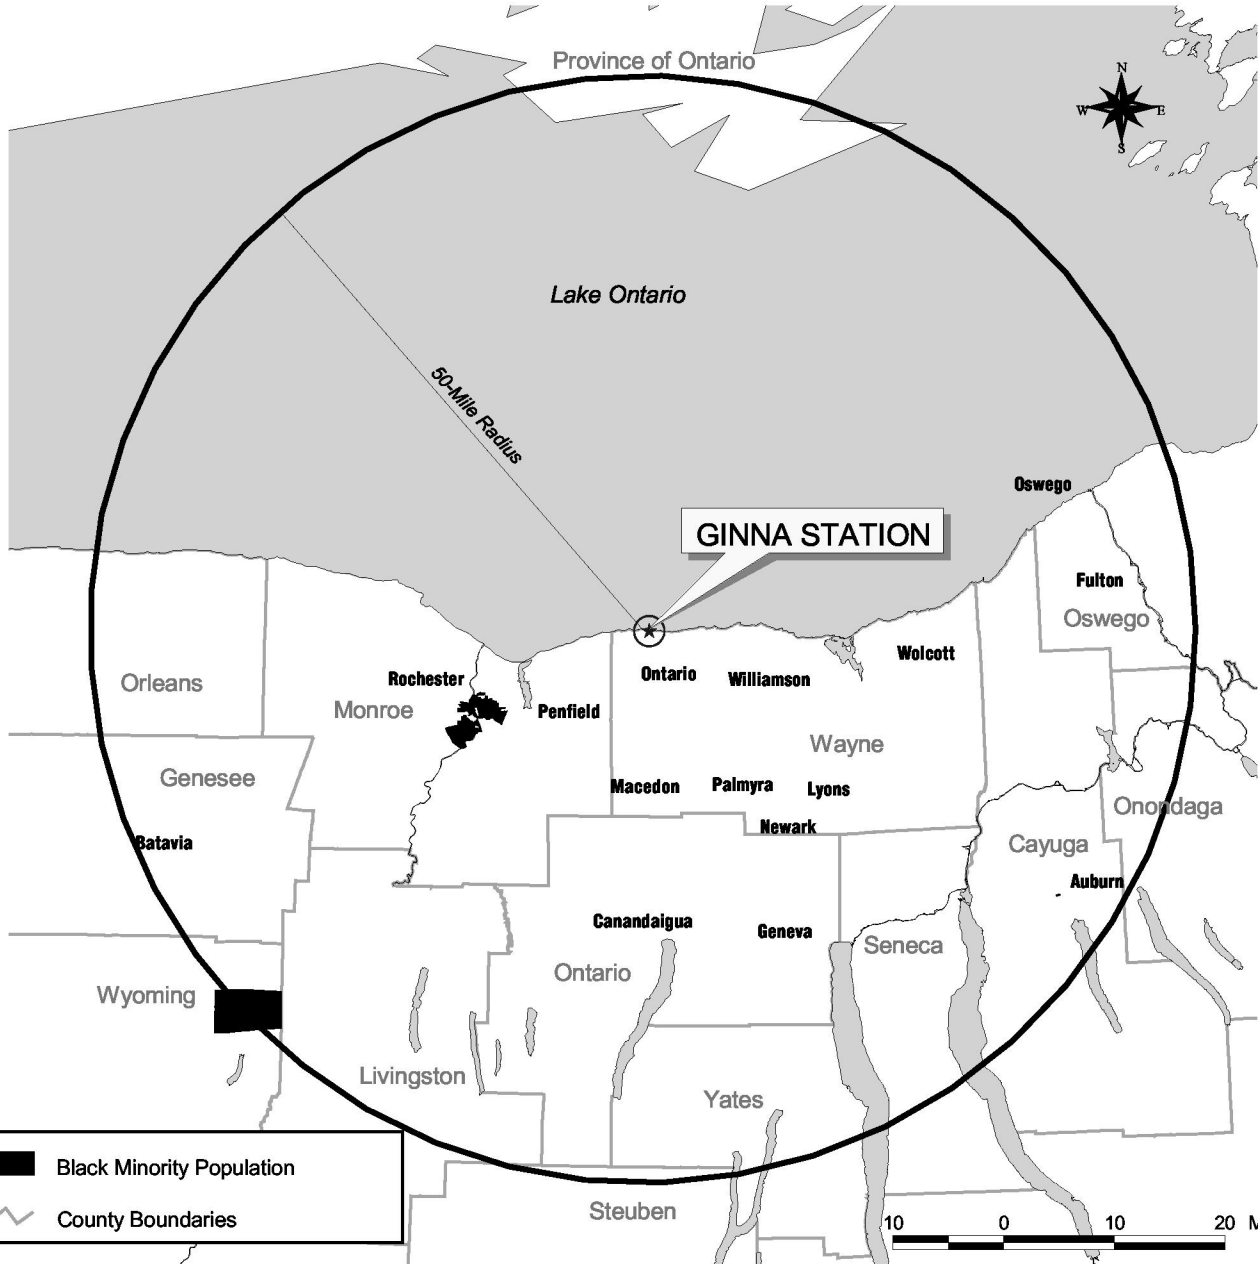 Province of Ontario
N
W E
S
Lake Ontario
50-Mile Radius
Oswego
GINNA STATION
Fulton
Oswego
Wolcott
Ontario
Williamson
Rochester
Orleans
Monroe
Penfield
Wayne
Genesee
Macedon
Palmyra
Lyons
Onondaga
Newark
Batavia
Cayuga
Auburn
Canandaigua
Geneva
Seneca
Ontario
Wyoming
Livingston
Yates
Black Minority Population
Steuben
County Boundaries
10 0 10 20 M